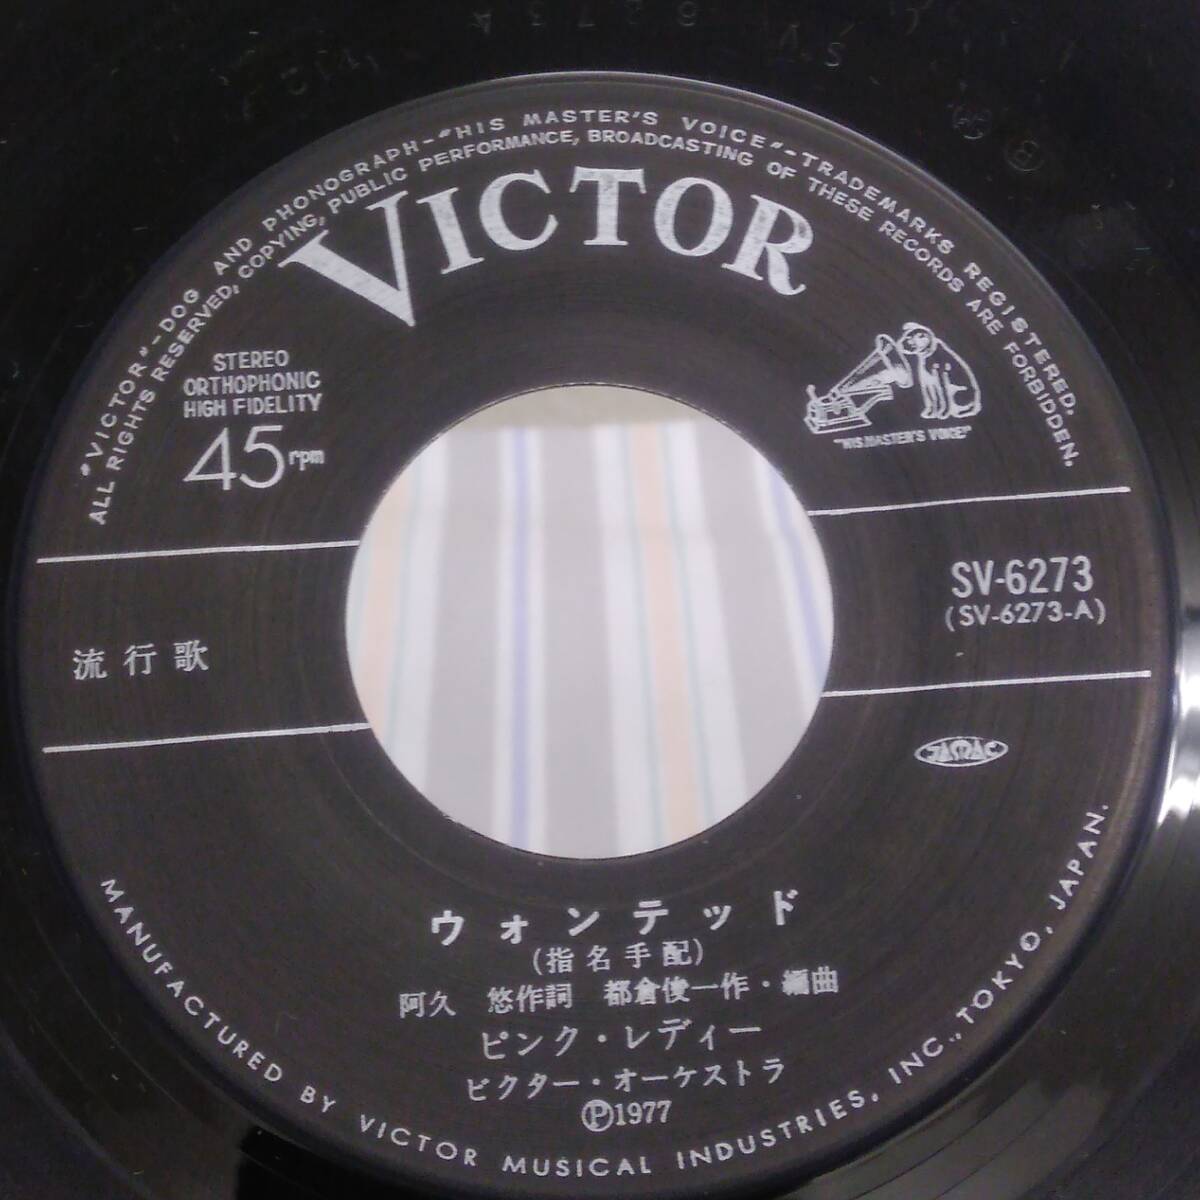 "VICTOR"-DOG AND PHONOGRAPH-"HIS MASTER'S VOICE"-TRADEMARKS REGISTERED.
ALL RIGHTS RESERVED, COPYING, PUBLIC PERFORMANCE, BROADCASTING OF THESE RECORDS ARE FORBIDDEN.
VICTOR
STEREO
ORTHOPHONIC
HIGH FIDELITY
45rpm
"HIS MASTER'S VOICE"
SV-6273
(SV-6273-A)
流行歌
JASRAC
ウォンテッド
(指名手配)
阿久 悠作詞 都倉俊一作・編曲
ピンク・レディー
ビクター・オーケストラ
Ⓟ1977
MANUFACTURED BY VICTOR MUSICAL INDUSTRIES, INC., TOKYO, JAPAN.